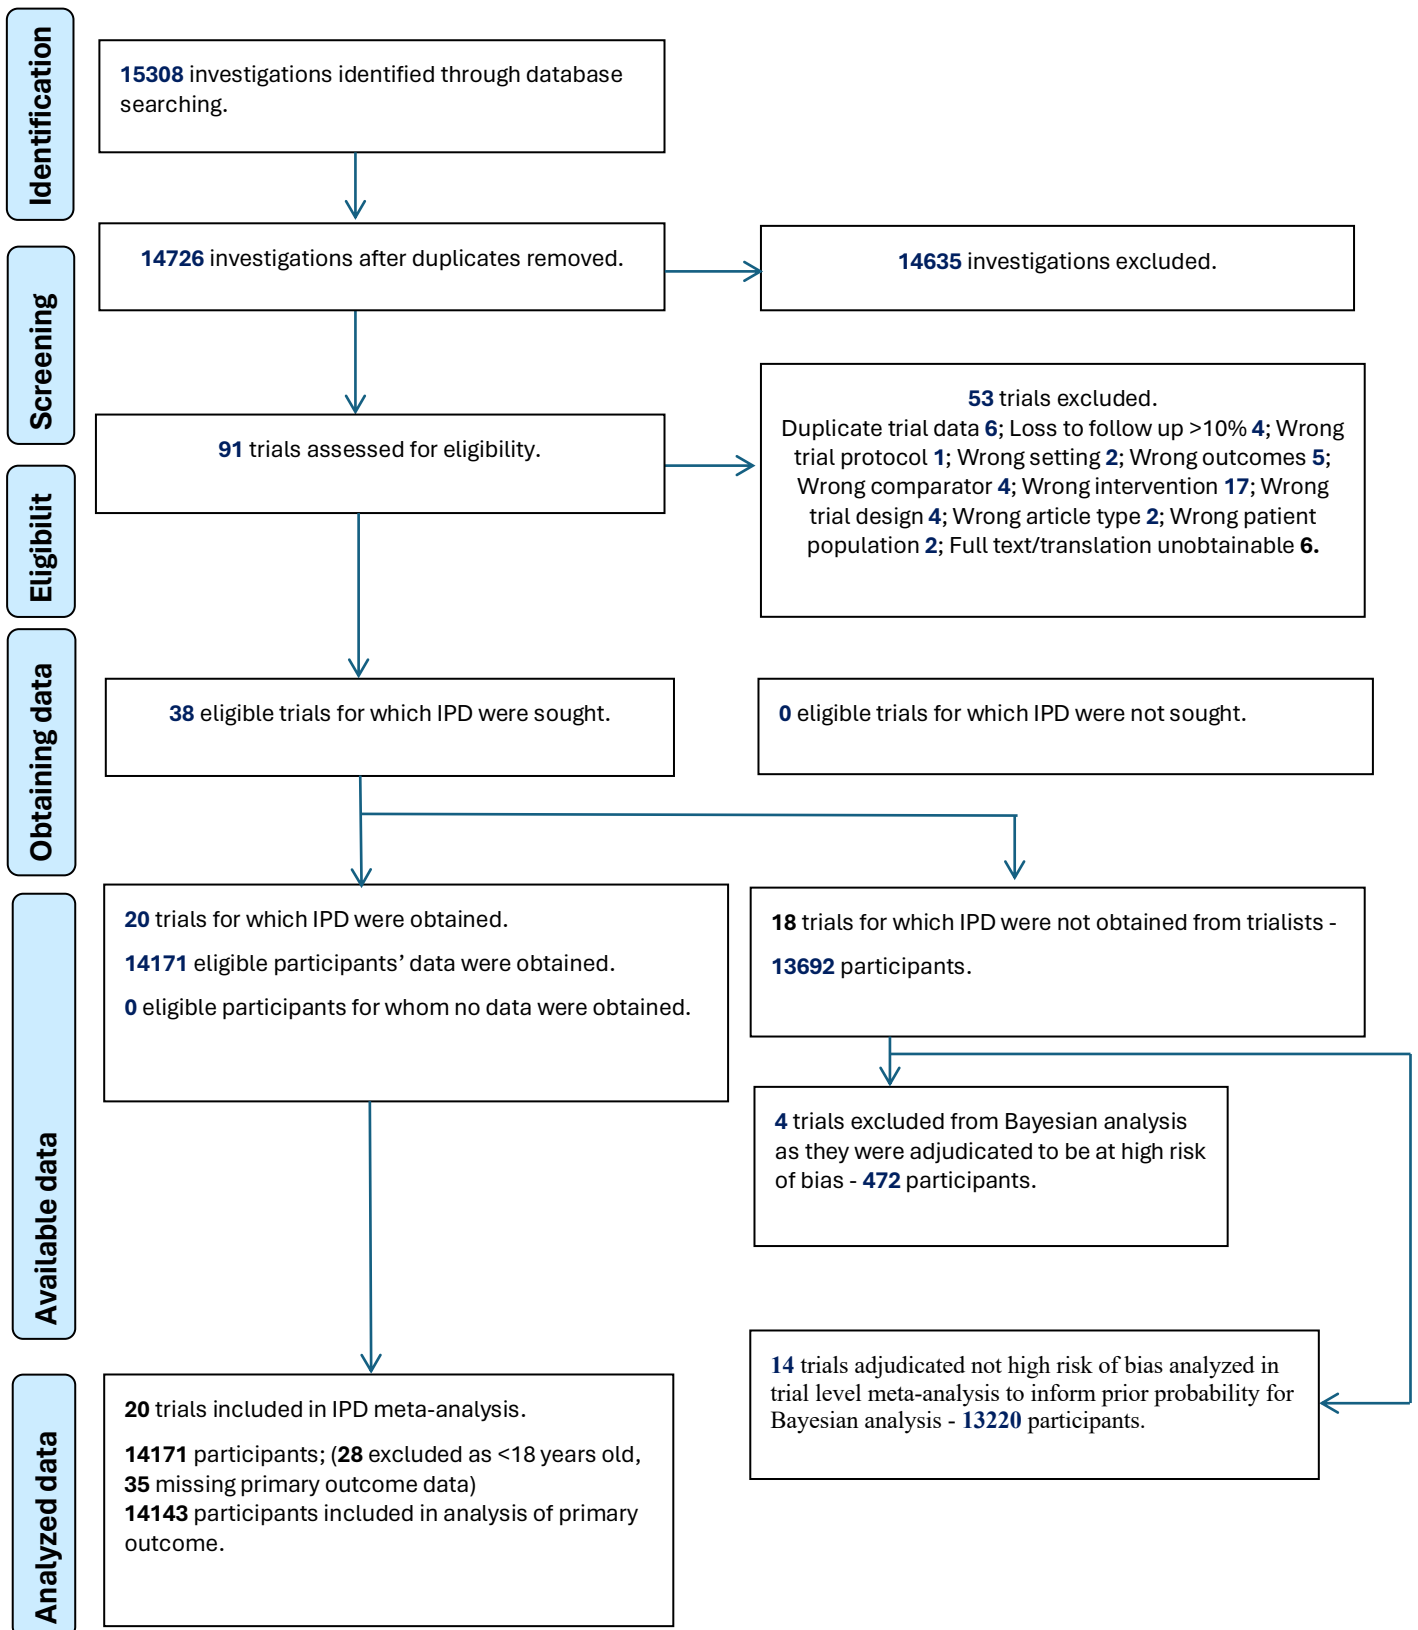 Identification
15308 investigations identified through database
searching.
Screening
14726 investigations after duplicates removed.
14635 investigations excluded.
91 trials assessed for eligibility.
53 trials excluded.
Duplicate trial data 6; Loss to follow up >10% 4; Wrong
trial protocol 1; Wrong setting 2; Wrong outcomes 5;
Wrong comparator 4; Wrong intervention 17; Wrong
trial design 4; Wrong article type 2; Wrong patient
population 2; Full text/translation unobtainable 6.
Eligibilit
Obtaining data
38 eligible trials for which IPD were sought.
0 eligible trials for which IPD were not sought.
Available data
20 trials for which IPD were obtained.
14171 eligible participants’ data were obtained.
0 eligible participants for whom no data were obtained.
18 trials for which IPD were not obtained from trialists -
13692 participants.
4 trials excluded from Bayesian analysis
as they were adjudicated to be at high risk
of bias - 472 participants.
14 trials adjudicated not high risk of bias analyzed in
trial level meta-analysis to inform prior probability for
Bayesian analysis - 13220 participants.
Analyzed data
20 trials included in IPD meta-analysis.
14171 participants; (28 excluded as <18 years old,
35 missing primary outcome data)
14143 participants included in analysis of primary
outcome.